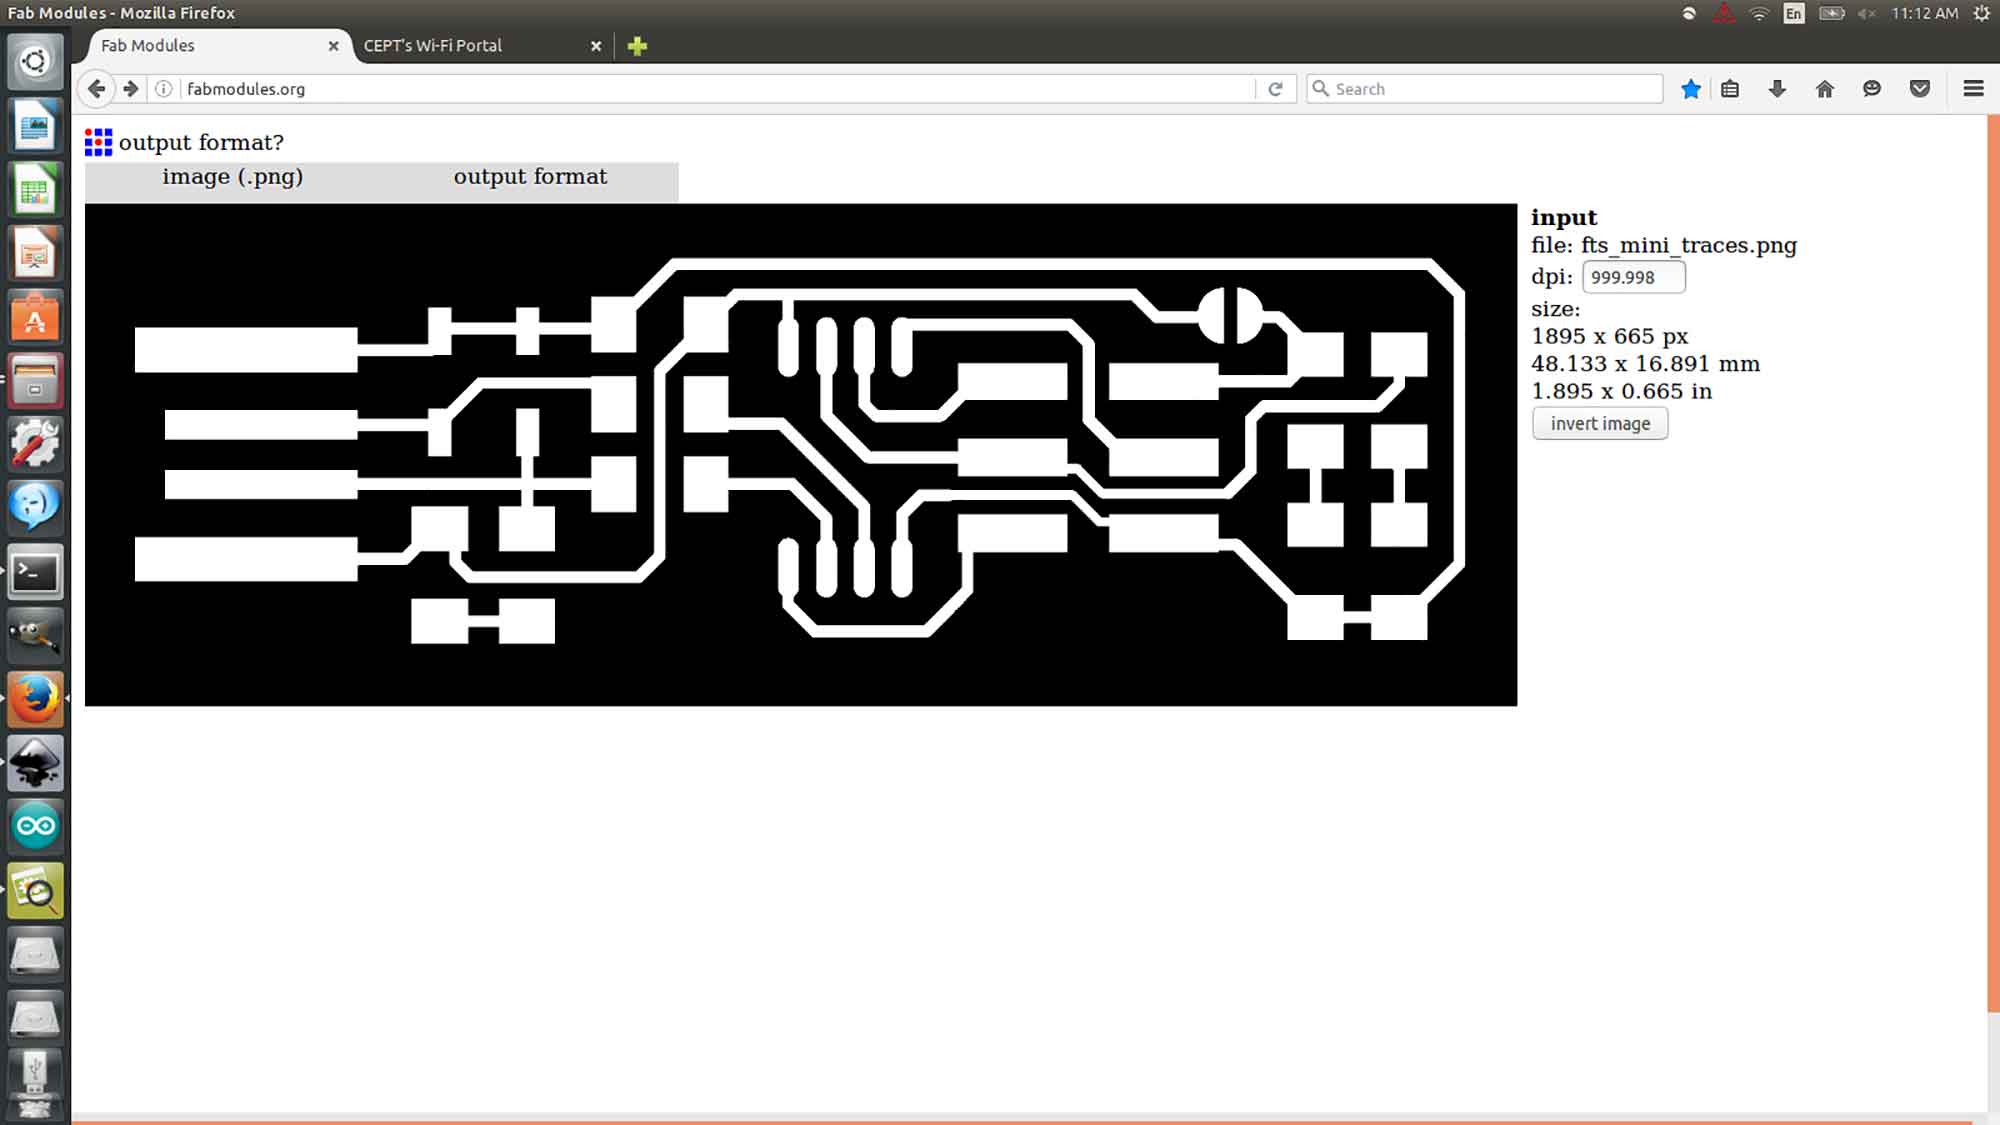 Fab Modules - Mozilla Firefox
En
11:12 AM
Fab Modules
CEPT's Wi-Fi Portal
fabmodules.org
Search
output format?
image (.png)
output format
input
file: fts_mini_traces.png
dpi: 999.998
size:
1895 x 665 px
48.133 x 16.891 mm
1.895 x 0.665 in
invert image